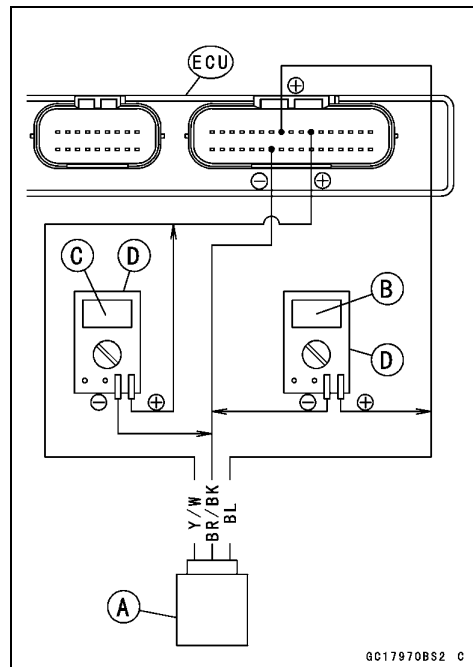 ECU
⊕
⊖ ⊕
C D
B
D
⊖ ⊕
⊖ ⊕
Y/W
BR/BK
BL
A
GC17970BS2 C